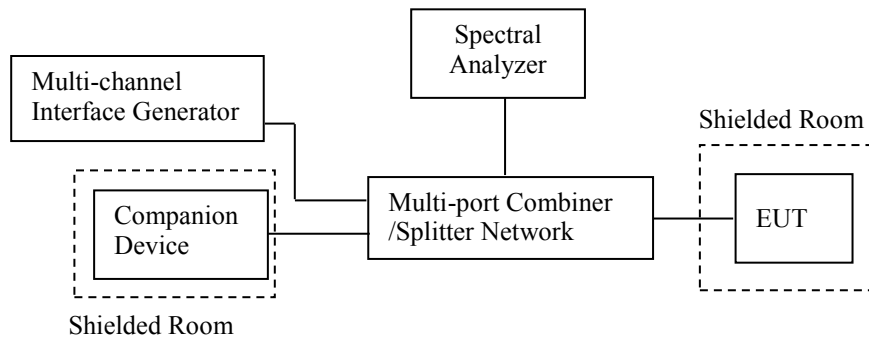 Spectral
Analyzer
Multi-channel
Interface Generator
Shielded Room
Companion
Device
Multi-port Combiner
/Splitter Network
EUT
Shielded Room